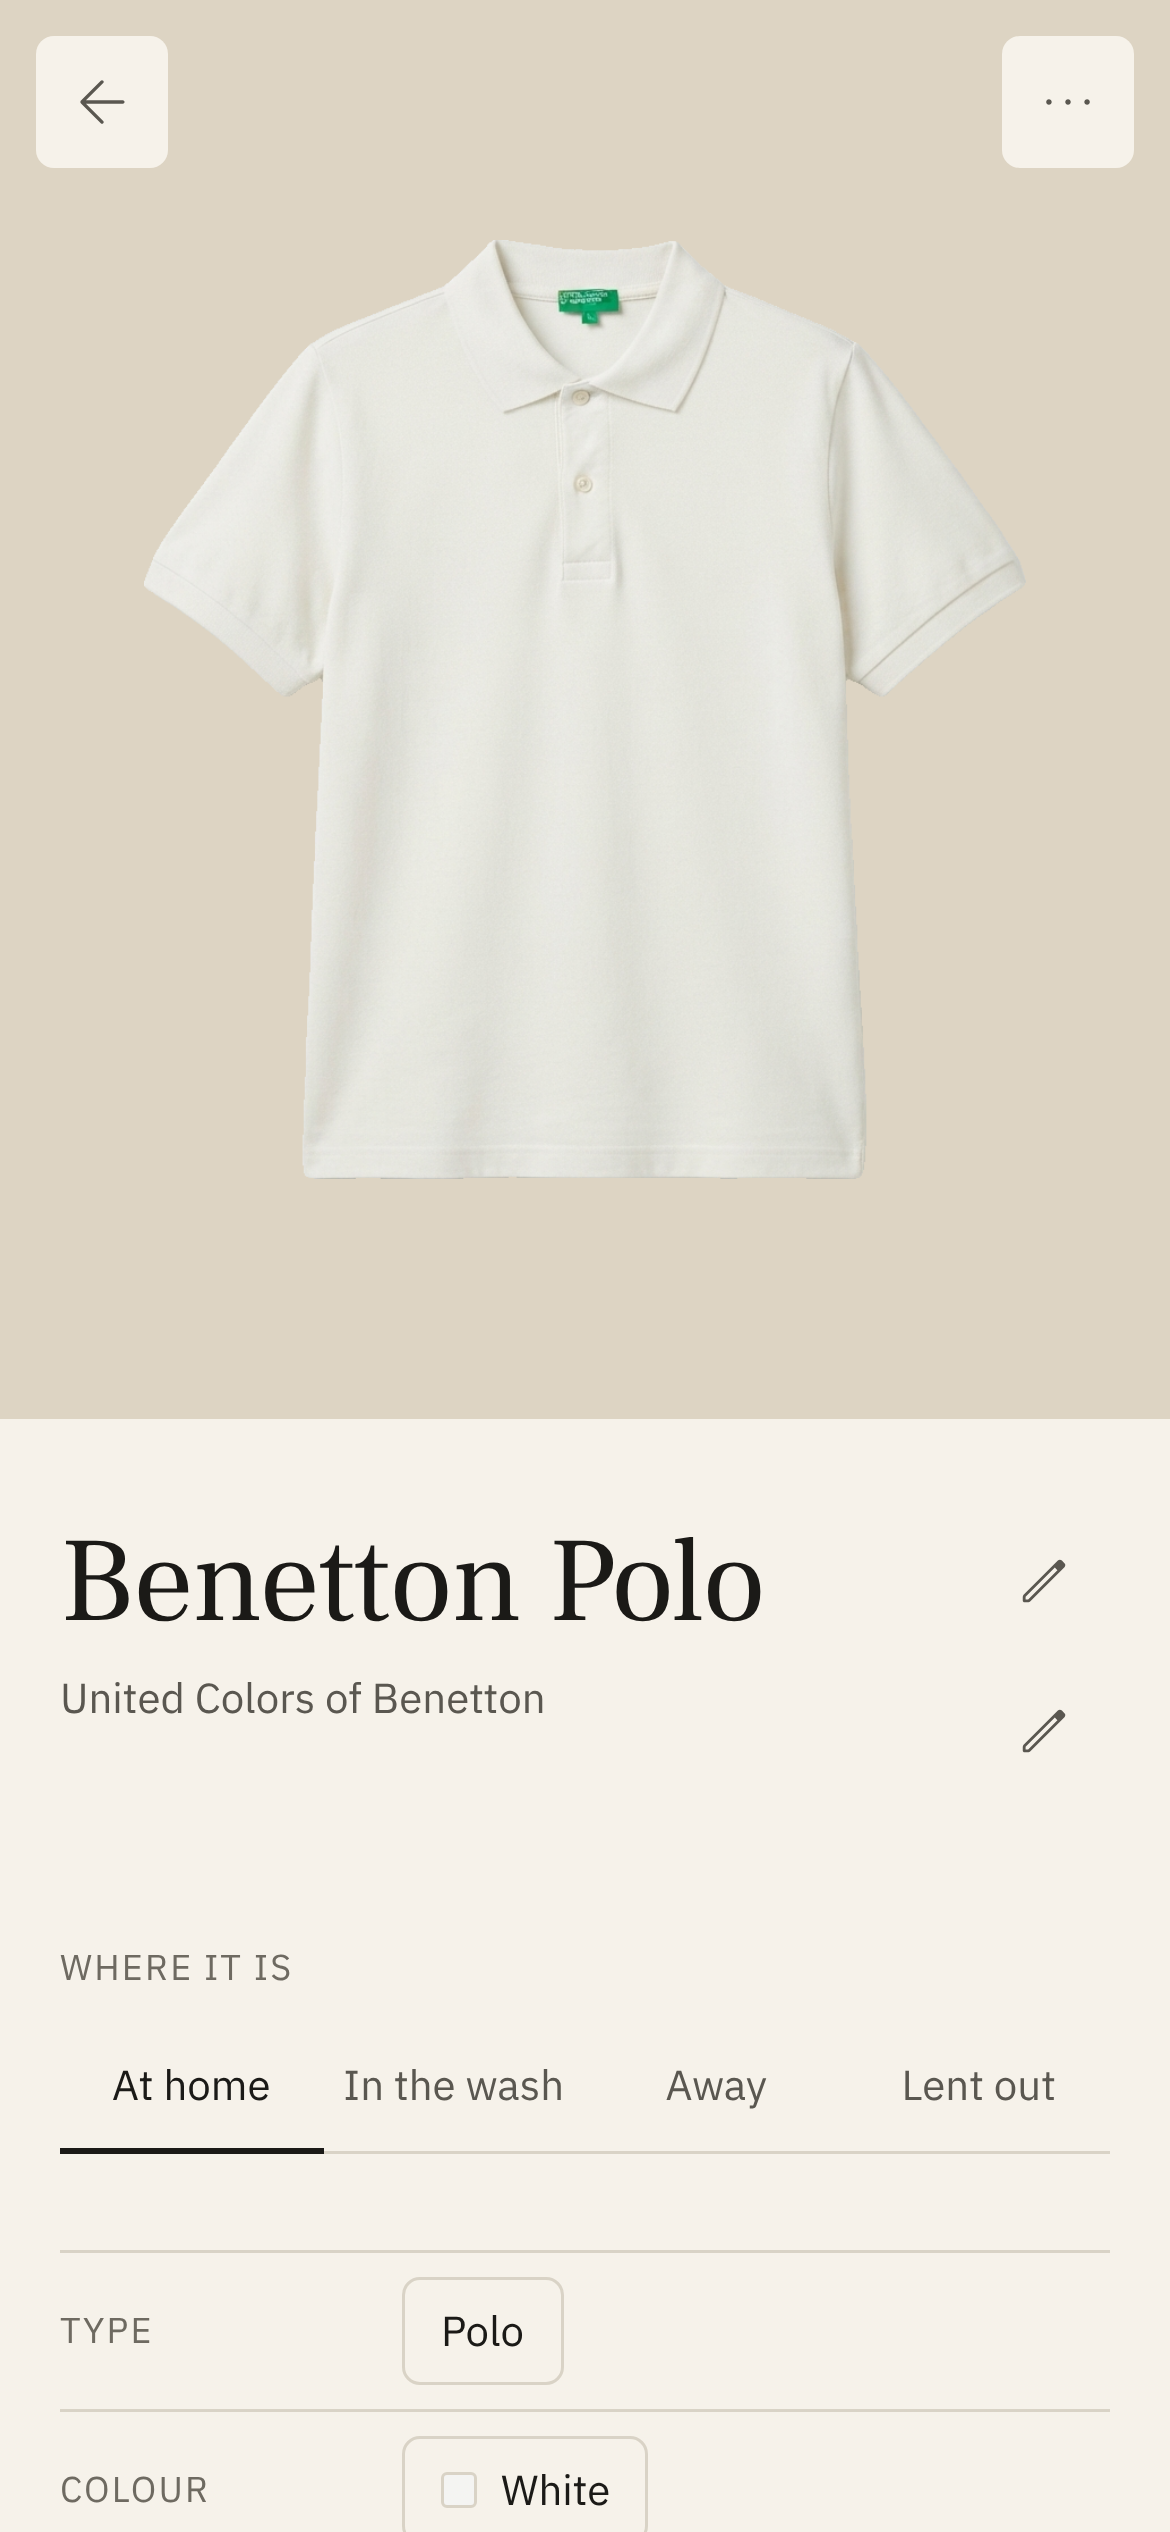 Benetton Polo
United Colors of Benetton
WHERE IT IS
At home
In the wash
Away
Lent out
TYPE
Polo
COLOUR
White